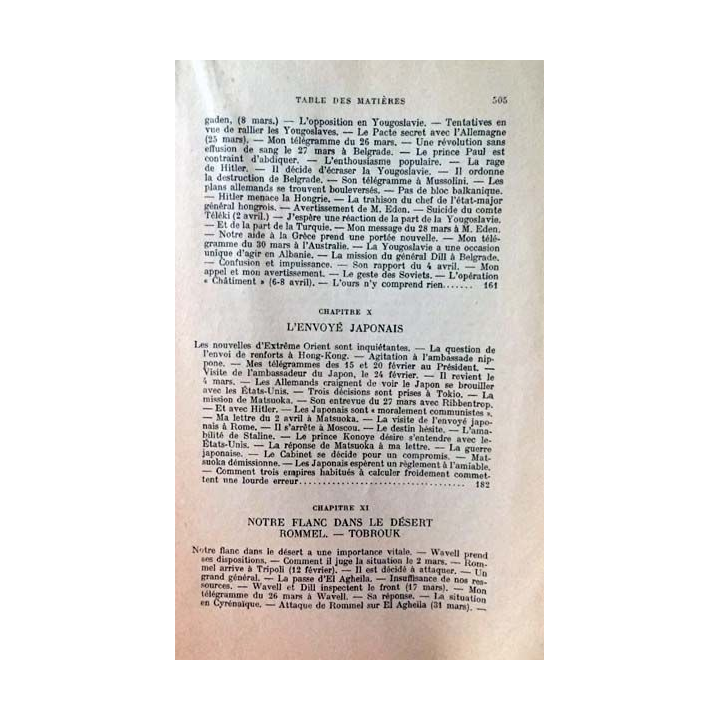 TABLE DES MATIÈRES 505
gaden, (8 mars.) — L'opposition en Yougoslavie. — Tentatives en
vue de rallier les Yougoslaves. — Le Pacte secret avec l'Allemagne
(25 mars). — Mon télégramme du 26 mars. — Une révolution sans
effusion de sang le 27 mars à Belgrade. — Le prince Paul est
contraint d'abdiquer. — L'enthousiasme populaire. — La rage
de Hitler. — Il décide d'écraser la Yougoslavie. — Il ordonne
la destruction de Belgrade. — Son télégramme à Mussolini. — Les
plans allemands se trouvent bouleversés. — Pas de bloc balkanique.
— Hitler menace la Hongrie. — La trahison du chef de l'état-major
général hongrois. — Avertissement de M. Eden. — Suicide du comte
Téléki (2 avril.) — J'espère une réaction de la part de la Yougoslavie.
— Et de la part de la Turquie. — Mon message du 28 mars à M. Eden.
— Notre aide à la Grèce prend une portée nouvelle. — Mon télé-
gramme du 30 mars à l'Australie. — La Yougoslavie a une occasion
unique d'agir en Albanie. — La mission du général Dill à Belgrade.
— Confusion et impuissance. — Son rapport du 4 avril. — Mon
appel et mon avertissement. — Le geste des Soviets. — L'opération
« Châtiment » (6-8 avril). — L'ours n'y comprend rien....... 161
CHAPITRE X
L'ENVOYÉ JAPONAIS
Les nouvelles d'Extrême Orient sont inquiétantes. — La question de
l'envoi de renforts à Hong-Kong. — Agitation à l'ambassade nip-
pone. — Mes télégrammes des 15 et 20 février au Président. —
Visite de l'ambassadeur du Japon, le 24 février. — Il revient le
4 mars. — Les Allemands craignent de voir le Japon se brouiller
avec les États-Unis. — Trois décisions sont prises à Tokio. — La
mission de Matsuoka. — Son entrevue du 27 mars avec Ribbentrop.
— Et avec Hitler. — Les Japonais sont « moralement communistes ».
— Ma lettre du 2 avril à Matsuoka. — La visite de l'envoyé japo-
nais à Rome. — Il s'arrête à Moscou. — Le destin hésite. — L'ama-
bilité de Staline. — Le prince Konoye désire s'entendre avec les
États-Unis. — La réponse de Matsuoka à ma lettre. — La guerre
japonaise. — Le Cabinet se décide pour un compromis. — Mat-
suoka démissionne. — Les Japonais espèrent un règlement à l'amiable.
— Comment trois empires habitués à calculer froidement commet-
tent une lourde erreur........................................ 182
CHAPITRE XI
NOTRE FLANC DANS LE DÉSERT
ROMMEL. — TOBROUK
Notre flanc dans le désert a une importance vitale. — Wavell prend
ses dispositions. — Comment il juge la situation le 2 mars. — Rom-
mel arrive à Tripoli (12 février). — Il est décidé à attaquer. — Un
grand général. — La passe d'El Agheila. — Insuffisance de nos res-
sources. — Wavell et Dill inspectent le front (17 mars). — Mon
télégramme du 26 mars à Wavell. — Sa réponse. — La situation
en Cyrénaïque. — Attaque de Rommel sur El Agheila (31 mars). —